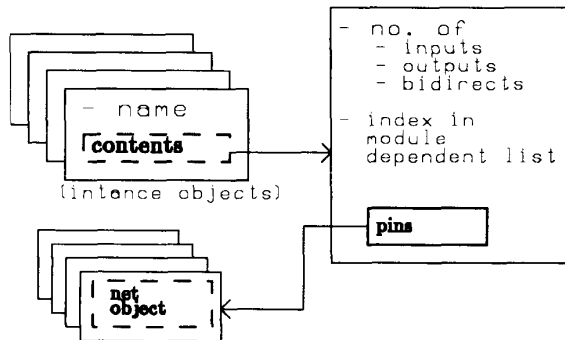 - name
contents
(intance objects)
- no. of
- inputs
- outputs
- bidirects
- index in
module
dependent list
pins
net
object